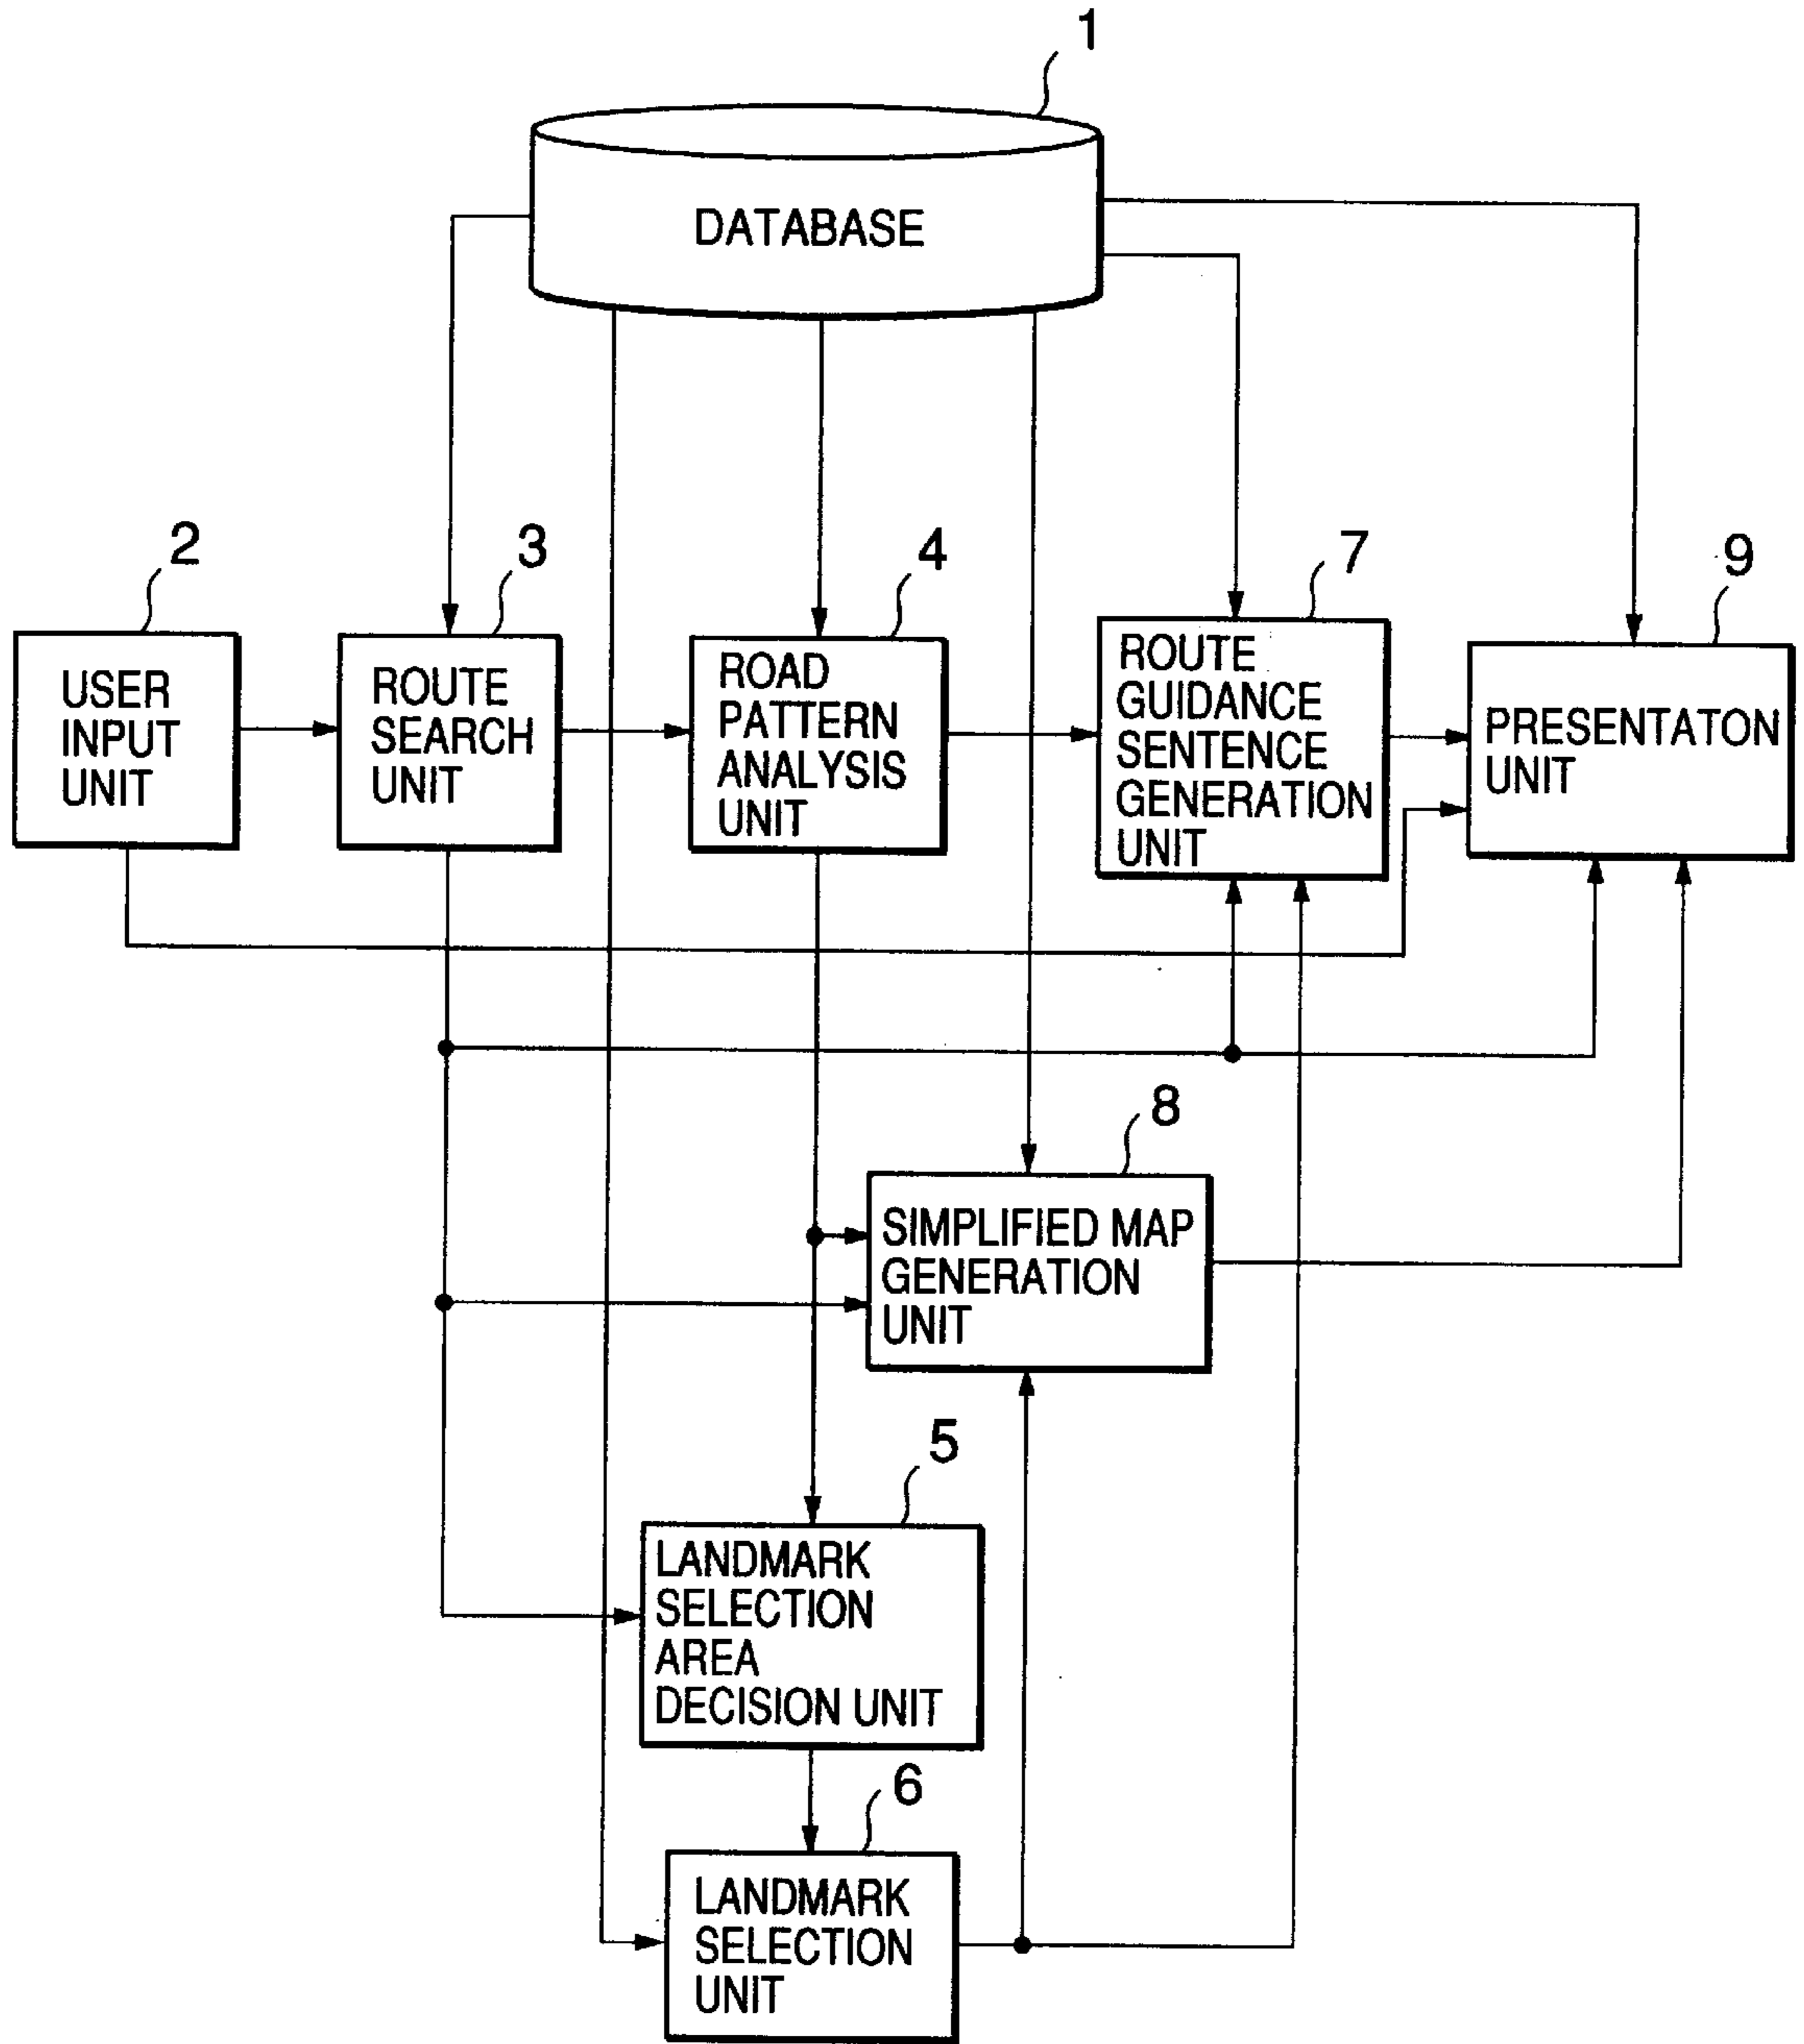 1
DATABASE
2
USER
INPUT
UNIT
3
ROUTE
SEARCH
UNIT
4
ROAD
PATTERN
ANALYSIS
UNIT
7
ROUTE
GUIDANCE
SENTENCE
GENERATION
UNIT
9
PRESENTATON
UNIT
8
SIMPLIFIED MAP
GENERATION
UNIT
5
LANDMARK
SELECTION
AREA
DECISION UNIT
6
LANDMARK
SELECTION
UNIT